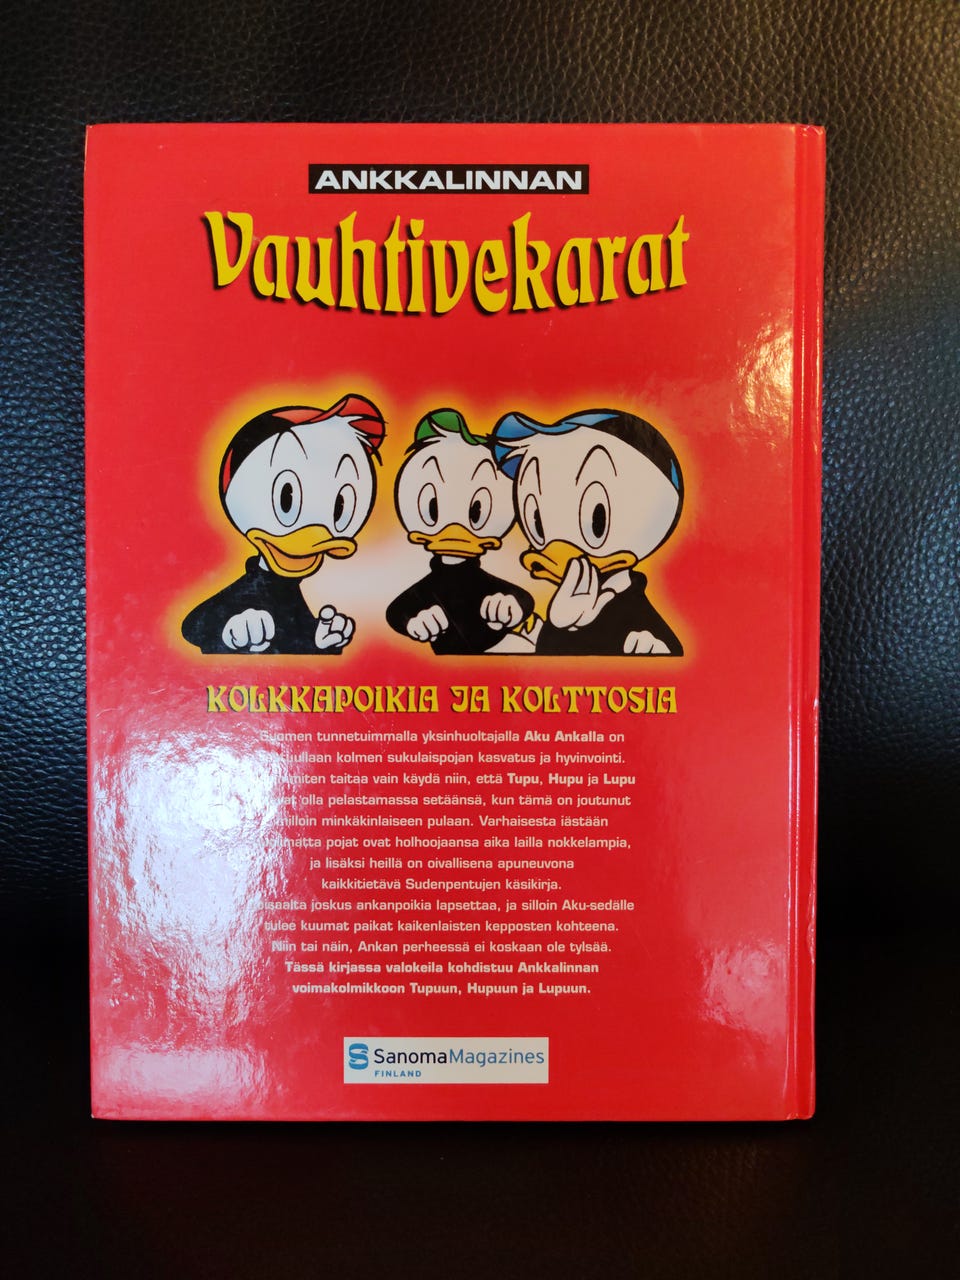 ANKKALINNAN
Vauhtivekarat
KOLKKAPOIKIA JA KOLTTOSIA
Suomen tunnetuimmalla yksinhuoltajalla Aku Ankalla on
kolmen sukulaispojan kasvatus ja hyvinvointi.
taitaa vain käydä niin, että Tupu, Hupu ja Lupu
olla pelastamassa setäänsä, kun tämä on joutunut
milloin minkäkinlaiseen pulaan. Varhaisesta iästään
pojat ovat holhoojaansa aika lailla nokkelampia,
ja lisäksi heillä on oivallisena apuneuvona
kaikkitietävä Sudenpentujen käsikirja.
joskus ankanpoikia lapsettaa, ja silloin Aku-sedälle
tulee kuumat paikat kaikenlaisten kepposten kohteena.
Niin tai näin, Ankan perheessä ei koskaan ole tylsää.
Tässä kirjassa valokeila kohdistuu Ankkalinnan
voimakolmikkoon Tupuun, Hupuun ja Lupuun.
SanomaMagazines
FINLAND